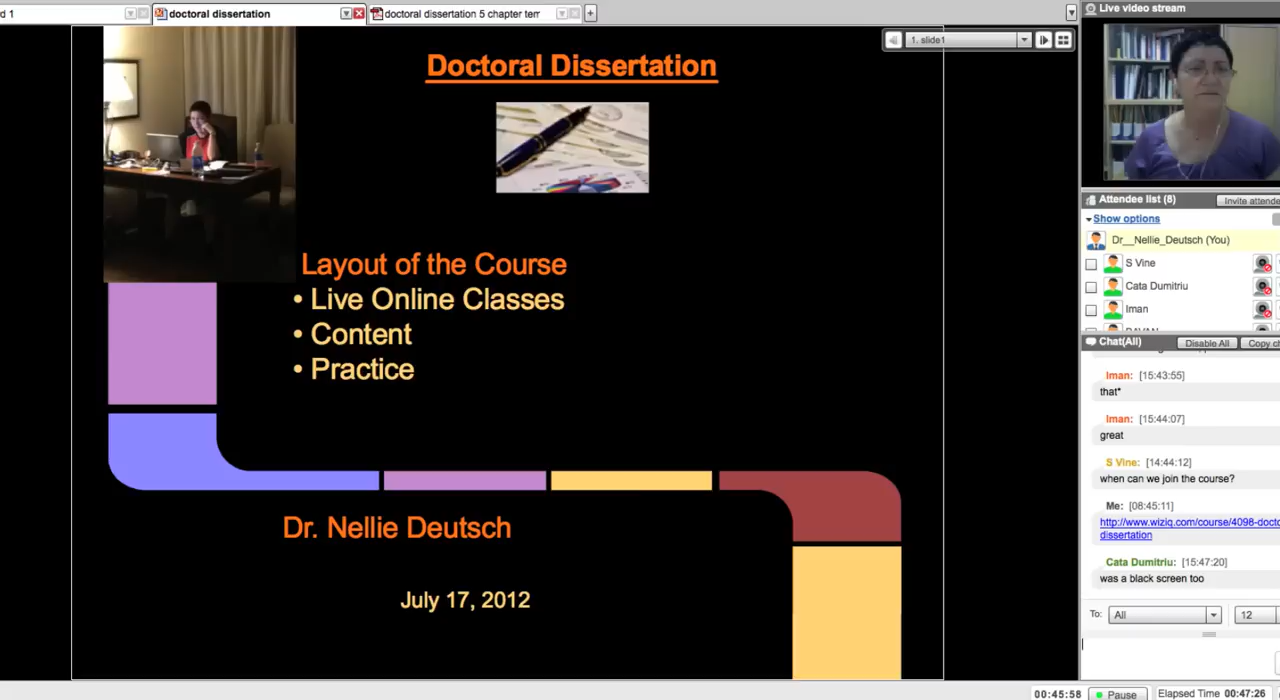 d 1
doctoral dissertation
doctoral dissertation 5 chapter tem
1. slide1
Doctoral Dissertation
Layout of the Course
• Live Online Classes
• Content
• Practice
Dr. Nellie Deutsch
July 17, 2012
Live video stream
Attendee list (8)
Invite attende
Show options
Dr__Nellie_Deutsch (You)
S Vine
Cata Dumitriu
Iman
Chat(All)
Disable All
Copy ch
Iman: [15:43:55]
that*
Iman: [15:44:07]
great
S Vine: [14:44:12]
when can we join the course?
Me: [08:45:11]
http://www.wiziq.com/course/4098-docto
dissertation
Cata Dumitriu: [15:47:20]
was a black screen too
To: All 12
00:45:58 Pause Elapsed Time 00:47:26